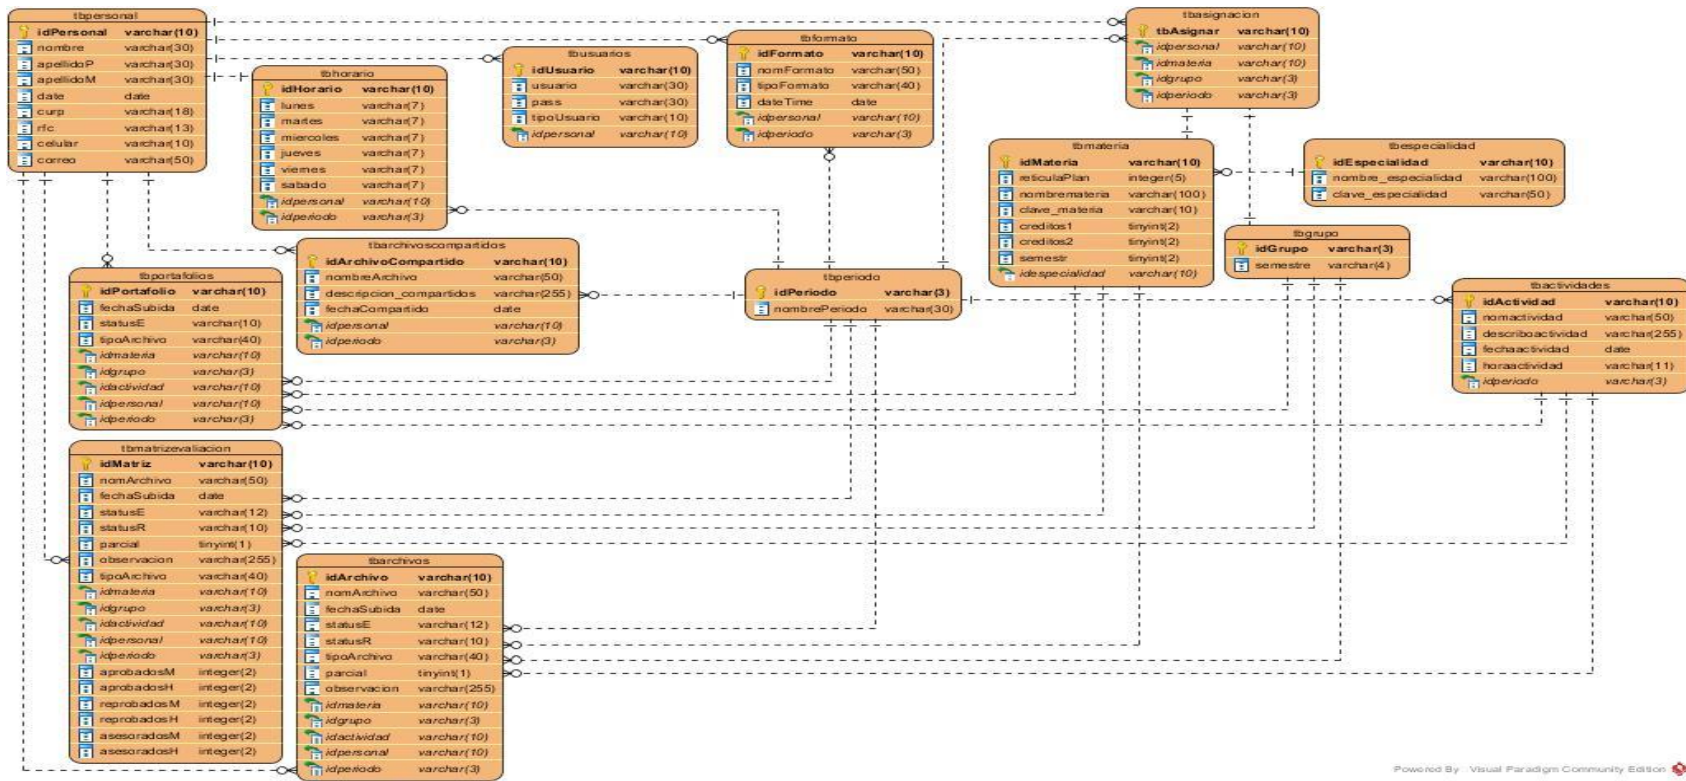 tbpersonal
idPersonal varchar(10)
nombre varchar(30)
apellidoP varchar(30)
apellidoM varchar(30)
date date
curp varchar(18)
rfc varchar(13)
celular varchar(10)
correo varchar(50)
tbhorario
idHorario varchar(10)
lunes varchar(7)
martes varchar(7)
miercoles varchar(7)
jueves varchar(7)
viernes varchar(7)
sabado varchar(7)
idpersonal varchar(10)
idperiodo varchar(3)
tbusuarios
idUsuario varchar(10)
usuario varchar(30)
pass varchar(30)
tipoUsuario varchar(10)
idpersonal varchar(10)
tbformato
idFormato varchar(10)
nomFormato varchar(50)
tipoFormato varchar(40)
dateTime date
idpersonal varchar(10)
idperiodo varchar(3)
tbasignacion
tbAsignar varchar(10)
idpersonal varchar(10)
idmateria varchar(10)
idgrupo varchar(3)
idperiodo varchar(3)
tbmateria
idMateria varchar(10)
reticulaPlan integer(5)
nombremateria varchar(100)
clave_materia varchar(10)
creditos1 tinyint(2)
creditos2 tinyint(2)
semestr tinyint(2)
idespecialidad varchar(10)
tbespecialidad
idEspecialidad varchar(10)
nombre_especialidad varchar(100)
clave_especialidad varchar(50)
tbgrupo
idGrupo varchar(3)
semestre varchar(4)
tbarchivoscompartidos
idArchivoCompartido varchar(10)
nombreArchivo varchar(50)
descripcion_compartidos varchar(255)
fechaCompartido date
idpersonal varchar(10)
idperiodo varchar(3)
tbperiodo
idPeriodo varchar(3)
nombrePeriodo varchar(30)
tbactividades
idActividad varchar(10)
nomactividad varchar(50)
describoactividad varchar(255)
fechaactividad date
horaactividad varchar(11)
idperiodo varchar(3)
tbportafolios
idPortafolio varchar(10)
fechaSubida date
statusE varchar(10)
tipoArchivo varchar(40)
idmateria varchar(10)
idgrupo varchar(3)
idactividad varchar(10)
idpersonal varchar(10)
idperiodo varchar(3)
tbmatrizevaliacion
idMatriz varchar(10)
nomArchivo varchar(50)
fechaSubida date
statusE varchar(12)
statusR varchar(10)
parcial tinyint(1)
observacion varchar(255)
tipoArchivo varchar(40)
idmateria varchar(10)
idgrupo varchar(3)
idactividad varchar(10)
idpersonal varchar(10)
idperiodo varchar(3)
aprobadosM integer(2)
aprobadosH integer(2)
reprobadosM integer(2)
reprobadosH integer(2)
asesoradosM integer(2)
asesoradosH integer(2)
tbarchivos
idArchivo varchar(10)
nomArchivo varchar(50)
fechaSubida date
statusE varchar(12)
statusR varchar(10)
tipoArchivo varchar(40)
parcial tinyint(1)
observacion varchar(255)
idmateria varchar(10)
idgrupo varchar(3)
idactividad varchar(10)
idpersonal varchar(10)
idperiodo varchar(3)
Powered By Visual Paradigm Community Edition